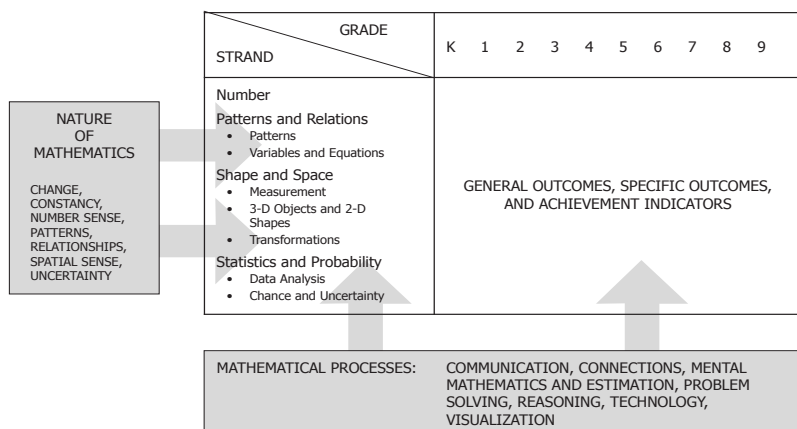 GRADE
STRAND
K 1 2 3 4 5 6 7 8 9
NATURE
OF
MATHEMATICS
CHANGE,
CONSTANCY,
NUMBER SENSE,
PATTERNS,
RELATIONSHIPS,
SPATIAL SENSE,
UNCERTAINTY
Number
Patterns and Relations
• Patterns
• Variables and Equations
Shape and Space
• Measurement
• 3-D Objects and 2-D
Shapes
• Transformations
Statistics and Probability
• Data Analysis
• Chance and Uncertainty
GENERAL OUTCOMES, SPECIFIC OUTCOMES,
AND ACHIEVEMENT INDICATORS
MATHEMATICAL PROCESSES:
COMMUNICATION, CONNECTIONS, MENTAL
MATHEMATICS AND ESTIMATION, PROBLEM
SOLVING, REASONING, TECHNOLOGY,
VISUALIZATION